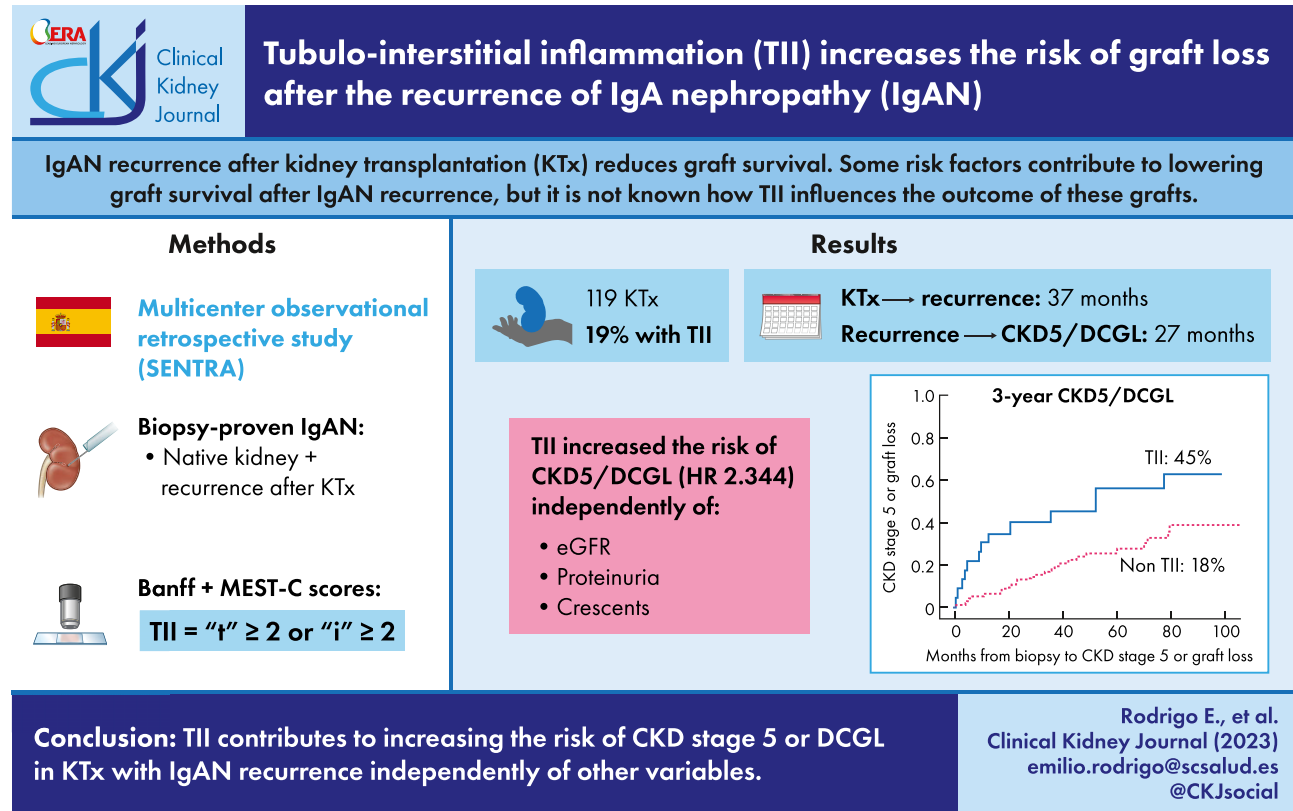 ERA
CKJ
Clinical
Kidney
Journal
Tubulo-interstitial inflammation (TII) increases the risk of graft loss
after the recurrence of IgA nephropathy (IgAN)
IgAN recurrence after kidney transplantation (KTx) reduces graft survival. Some risk factors contribute to lowering
graft survival after IgAN recurrence, but it is not known how TII influences the outcome of these grafts.
Methods
Multicenter observational
retrospective study
(SENTRA)
Biopsy-proven IgAN:
• Native kidney +
recurrence after KTx
Banff + MEST-C scores:
TII = “t” ≥ 2 or “i” ≥ 2
Results
119 KTx
19% with TII
KTx → recurrence: 37 months
Recurrence → CKD5/DCGL: 27 months
TII increased the risk of
CKD5/DCGL (HR 2.344)
independently of:
• eGFR
• Proteinuria
• Crescents
3-year CKD5/DCGL
CKD stage 5 or graft loss
1.0
0.8
0.6
0.4
0.2
0
TII: 45%
Non TII: 18%
0 20 40 60 80 100
Months from biopsy to CKD stage 5 or graft loss
Conclusion: TII contributes to increasing the risk of CKD stage 5 or DCGL
in KTx with IgAN recurrence independently of other variables.
Rodrigo E., et al.
Clinical Kidney Journal (2023)
emilio.rodrigo@scsalud.es
@CKJsocial